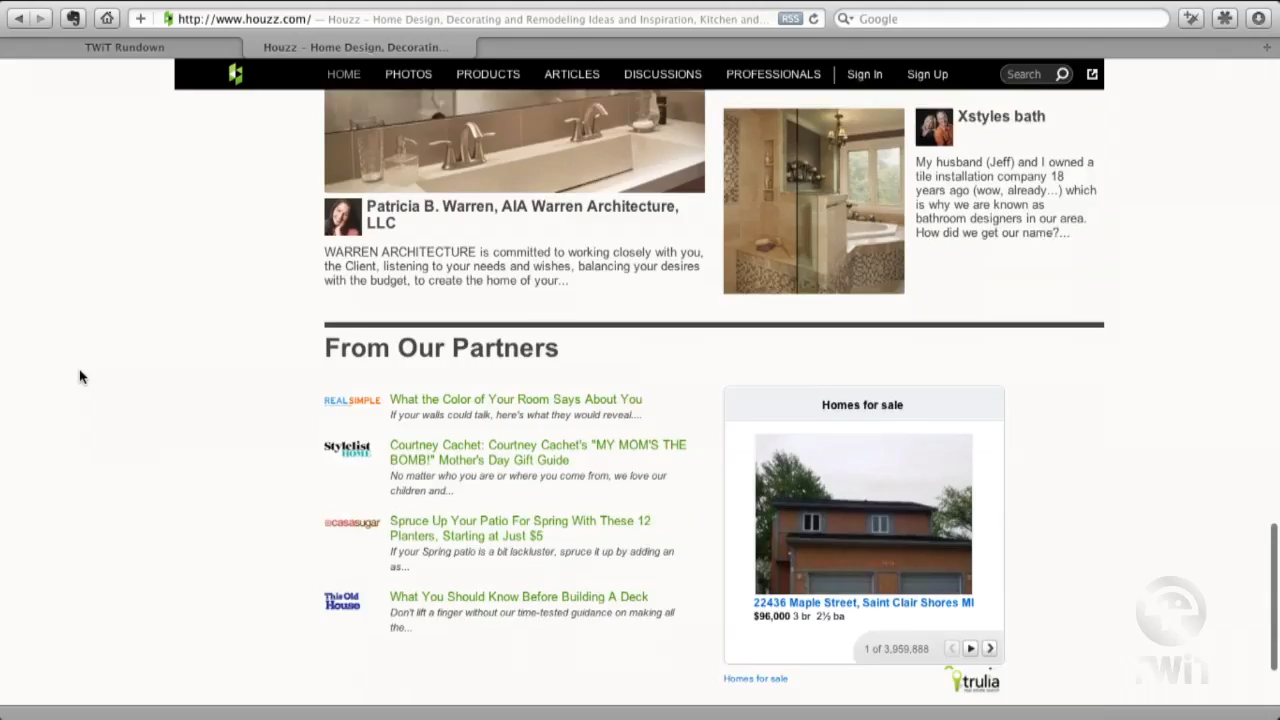 http://www.houzz.com/ — Houzz – Home Design, Decorating and Remodeling Ideas and Inspiration, Kitchen and...
RSS
Google
TWiT Rundown
Houzz – Home Design, Decoratin...
HOME
PHOTOS
PRODUCTS
ARTICLES
DISCUSSIONS
PROFESSIONALS
Sign In
Sign Up
Search
Patricia B. Warren, AIA Warren Architecture,
LLC
WARREN ARCHITECTURE is committed to working closely with you,
the Client, listening to your needs and wishes, balancing your desires
with the budget, to create the home of your...
Xstyles bath
My husband (Jeff) and I owned a
tile installation company 18
years ago (wow, already...) which
is why we are known as
bathroom designers in our area.
How did we get our name?...
From Our Partners
REALSIMPLE
What the Color of Your Room Says About You
If your walls could talk, here's what they would reveal....
Stylelist
HOME
Courtney Cachet: Courtney Cachet's "MY MOM'S THE
BOMB!" Mother's Day Gift Guide
No matter who you are or where you come from, we love our
children and...
casasugar
Spruce Up Your Patio For Spring With These 12
Planters, Starting at Just $5
If your Spring patio is a bit lackluster, spruce it up by adding an
as...
This Old
House
What You Should Know Before Building A Deck
Don't lift a finger without our time-tested guidance on making all
the...
Homes for sale
22436 Maple Street, Saint Clair Shores MI
$96,000 3 br 2½ ba
1 of 3,959,888
Homes for sale
trulia
TWiT